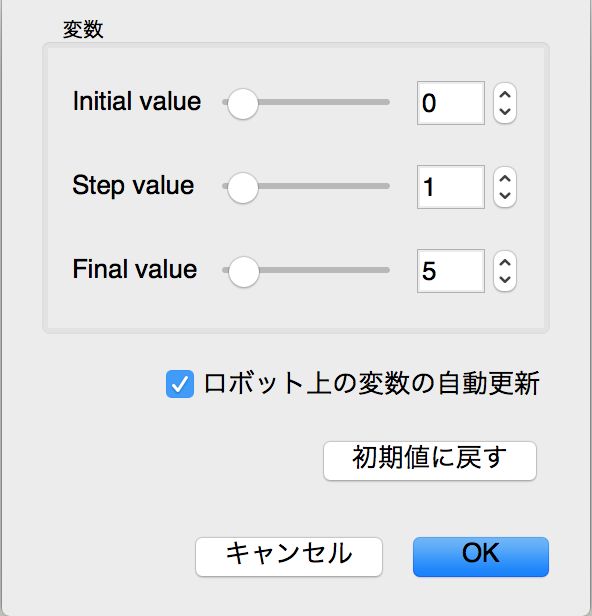 変数
Initial value 0
Step value 1
Final value 5
ロボット上の変数の自動更新
初期値に戻す
キャンセル OK